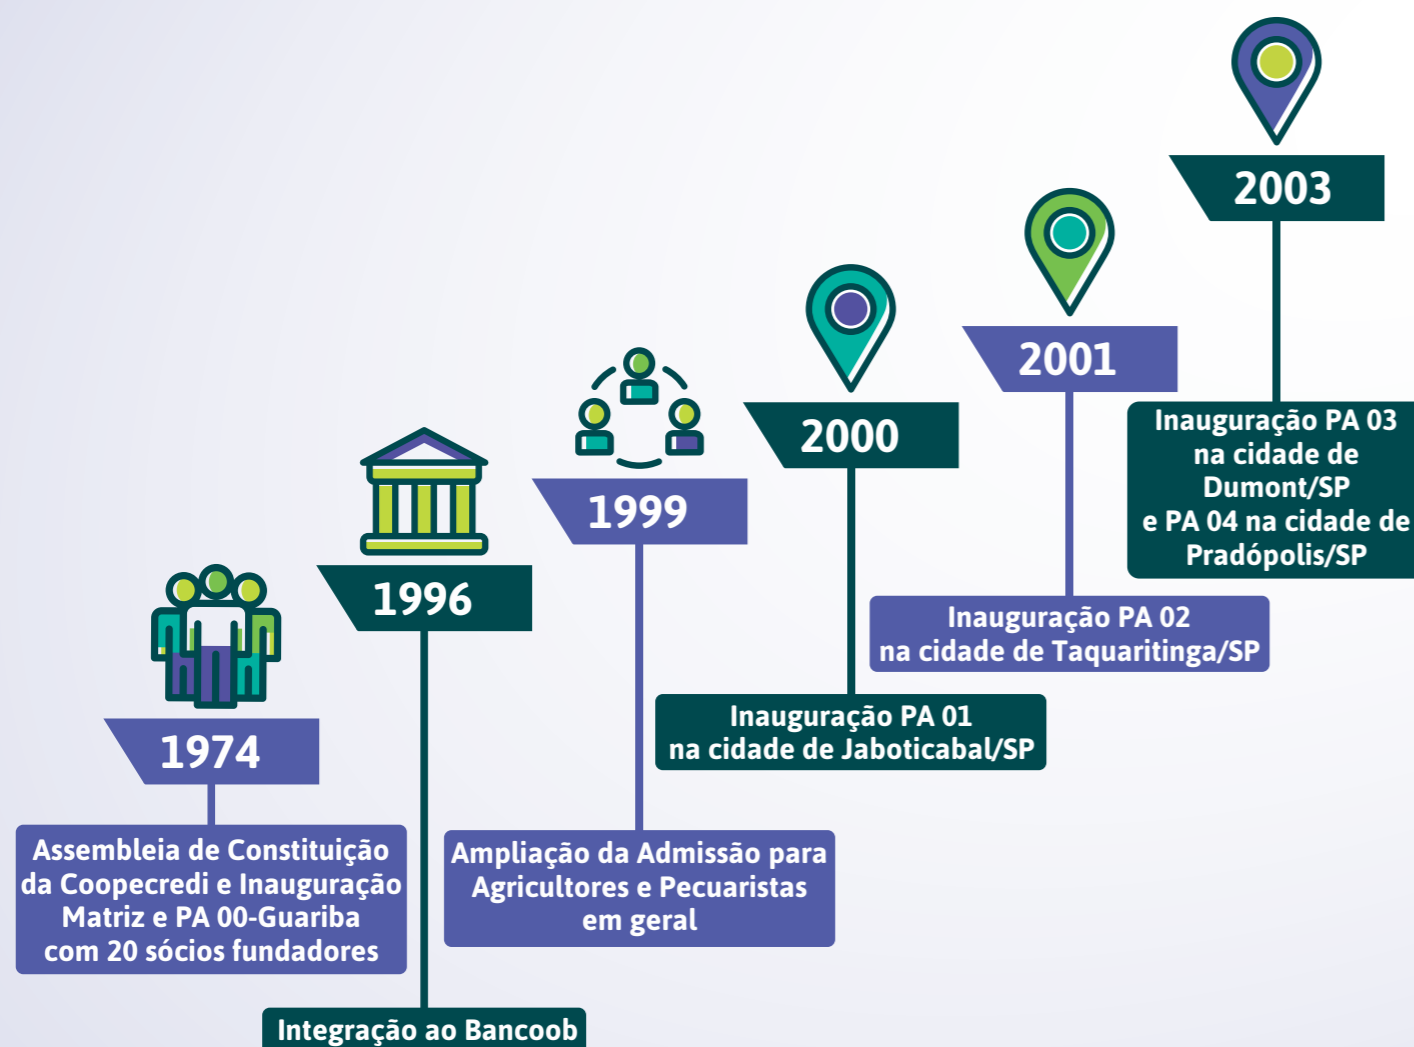 1974
Assembleia de Constituição
da Coopecredi e Inauguração
Matriz e PA 00-Guariba
com 20 sócios fundadores
1996
Integração ao Bancoob
1999
Ampliação da Admissão para
Agricultores e Pecuaristas
em geral
2000
Inauguração PA 01
na cidade de Jaboticabal/SP
2001
Inauguração PA 02
na cidade de Taquaritinga/SP
2003
Inauguração PA 03
na cidade de
Dumont/SP
e PA 04 na cidade de
Pradópolis/SP